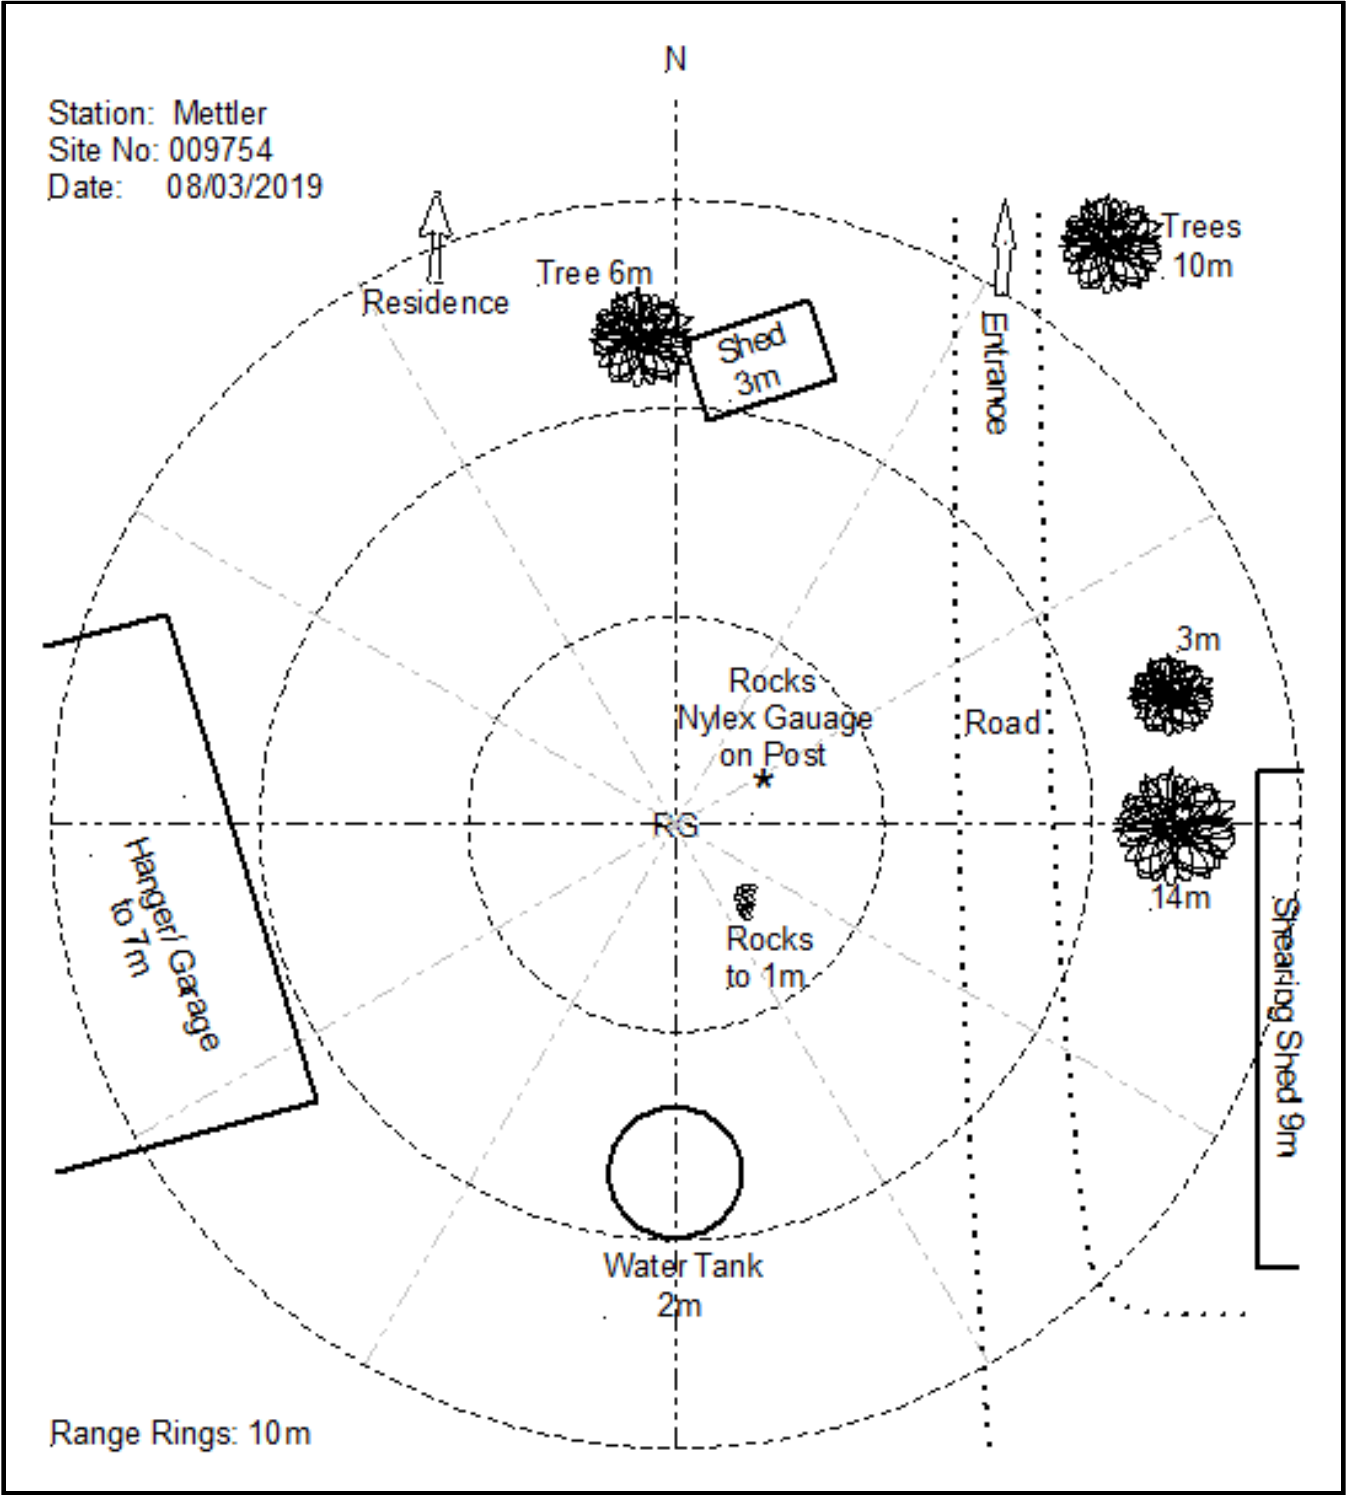 N
Station: Mettler
Site No: 009754
Date: 08/03/2019
Trees
10m
Tree 6m
Residence
Shed
3m
Entrance
3m
Rocks
Nylex Gauage
on Post
*
Road
RG
Hanger/ Garage
to 7m
14m
Rocks
to 1m
Shearing Shed 9m
Water Tank
2m
Range Rings: 10m